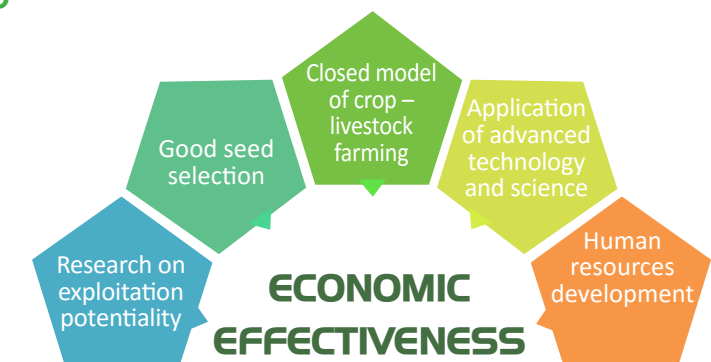 Closed model
of crop –
livestock
farming
Good seed
selection
Application
of advanced
technology
and science
Research on
exploitation
potentiality
Human
resources
development
ECONOMIC
EFFECTIVENESS